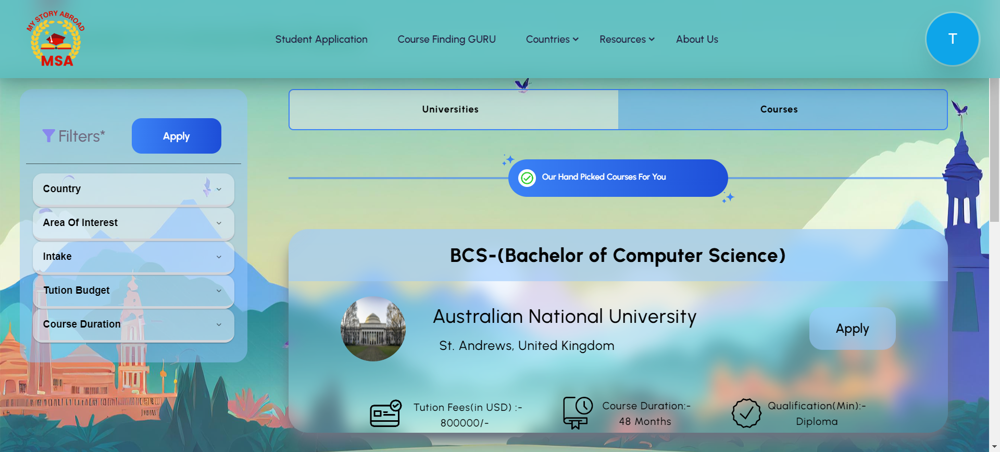 MY STORY ABROAD
MSA
Student Application
Course Finding GURU
Countries
Resources
About Us
T
Filters*
Apply
Country
Area Of Interest
Intake
Tution Budget
Course Duration
Universities
Courses
Our Hand Picked Courses For You
BCS-(Bachelor of Computer Science)
Australian National University
St. Andrews, United Kingdom
Apply
Tution Fees(in USD) :-
800000/-
Course Duration:-
48 Months
Qualification(Min):-
Diploma